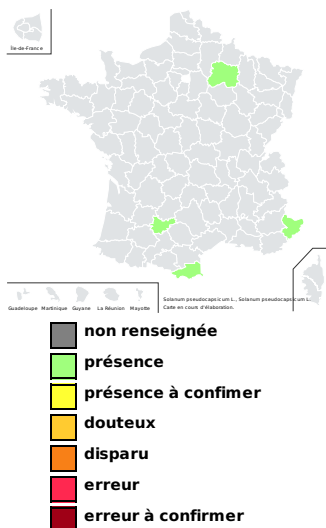 Île-de-France
Solanum pseudocapsicum L., Solanum pseudocapsicum L.
Carte en cours d'élaboration.
Guadeloupe Martinique Guyane La Réunion Mayotte
non renseignée
présence
présence à confimer
douteux
disparu
erreur
erreur à confirmer